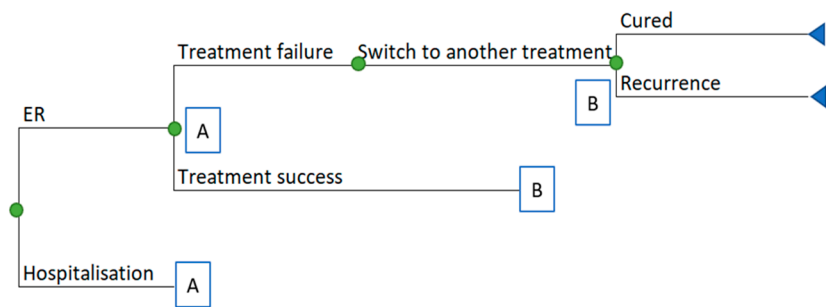 Cured
Treatment failure Switch to another treatment
Recurrence
B
ER
A
Treatment success
B
Hospitalisation
A